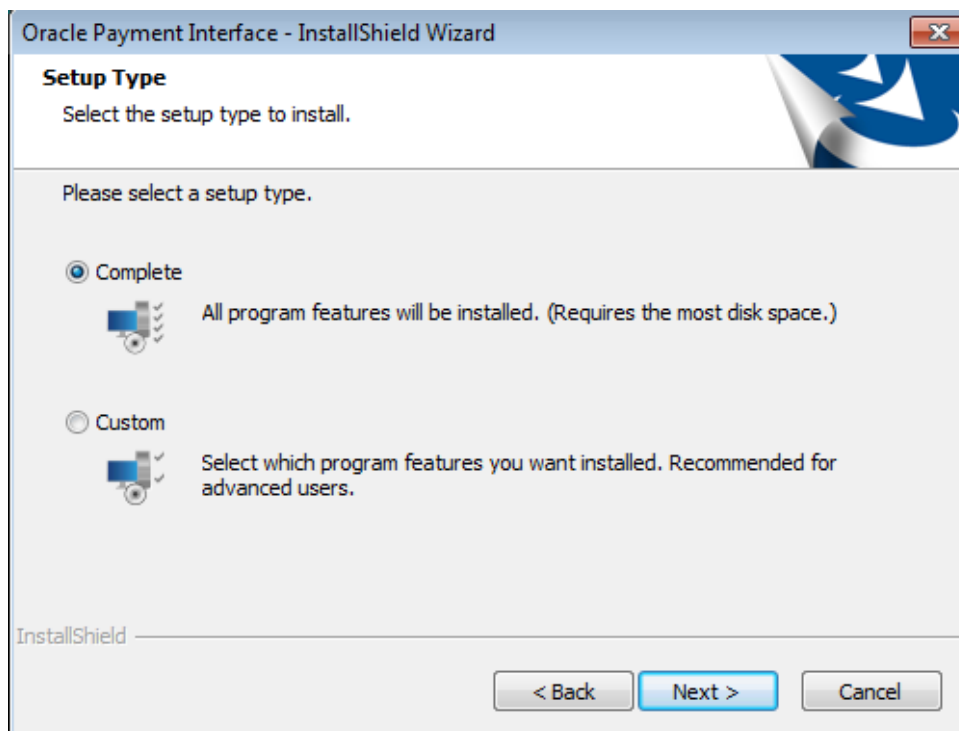 Oracle Payment Interface - InstallShield Wizard
Setup Type
Select the setup type to install.
Please select a setup type.
Complete
All program features will be installed. (Requires the most disk space.)
Custom
Select which program features you want installed. Recommended for
advanced users.
InstallShield
< Back
Next >
Cancel